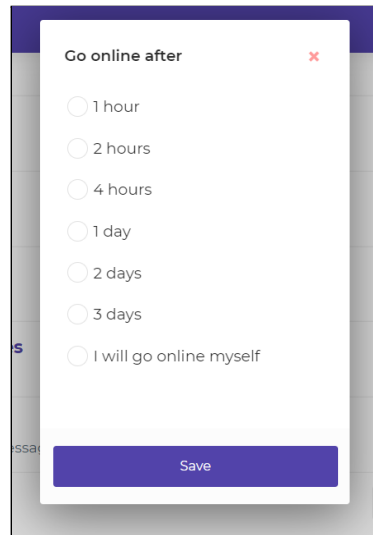 Go online after
1 hour
2 hours
4 hours
1 day
2 days
3 days
I will go online myself
Save